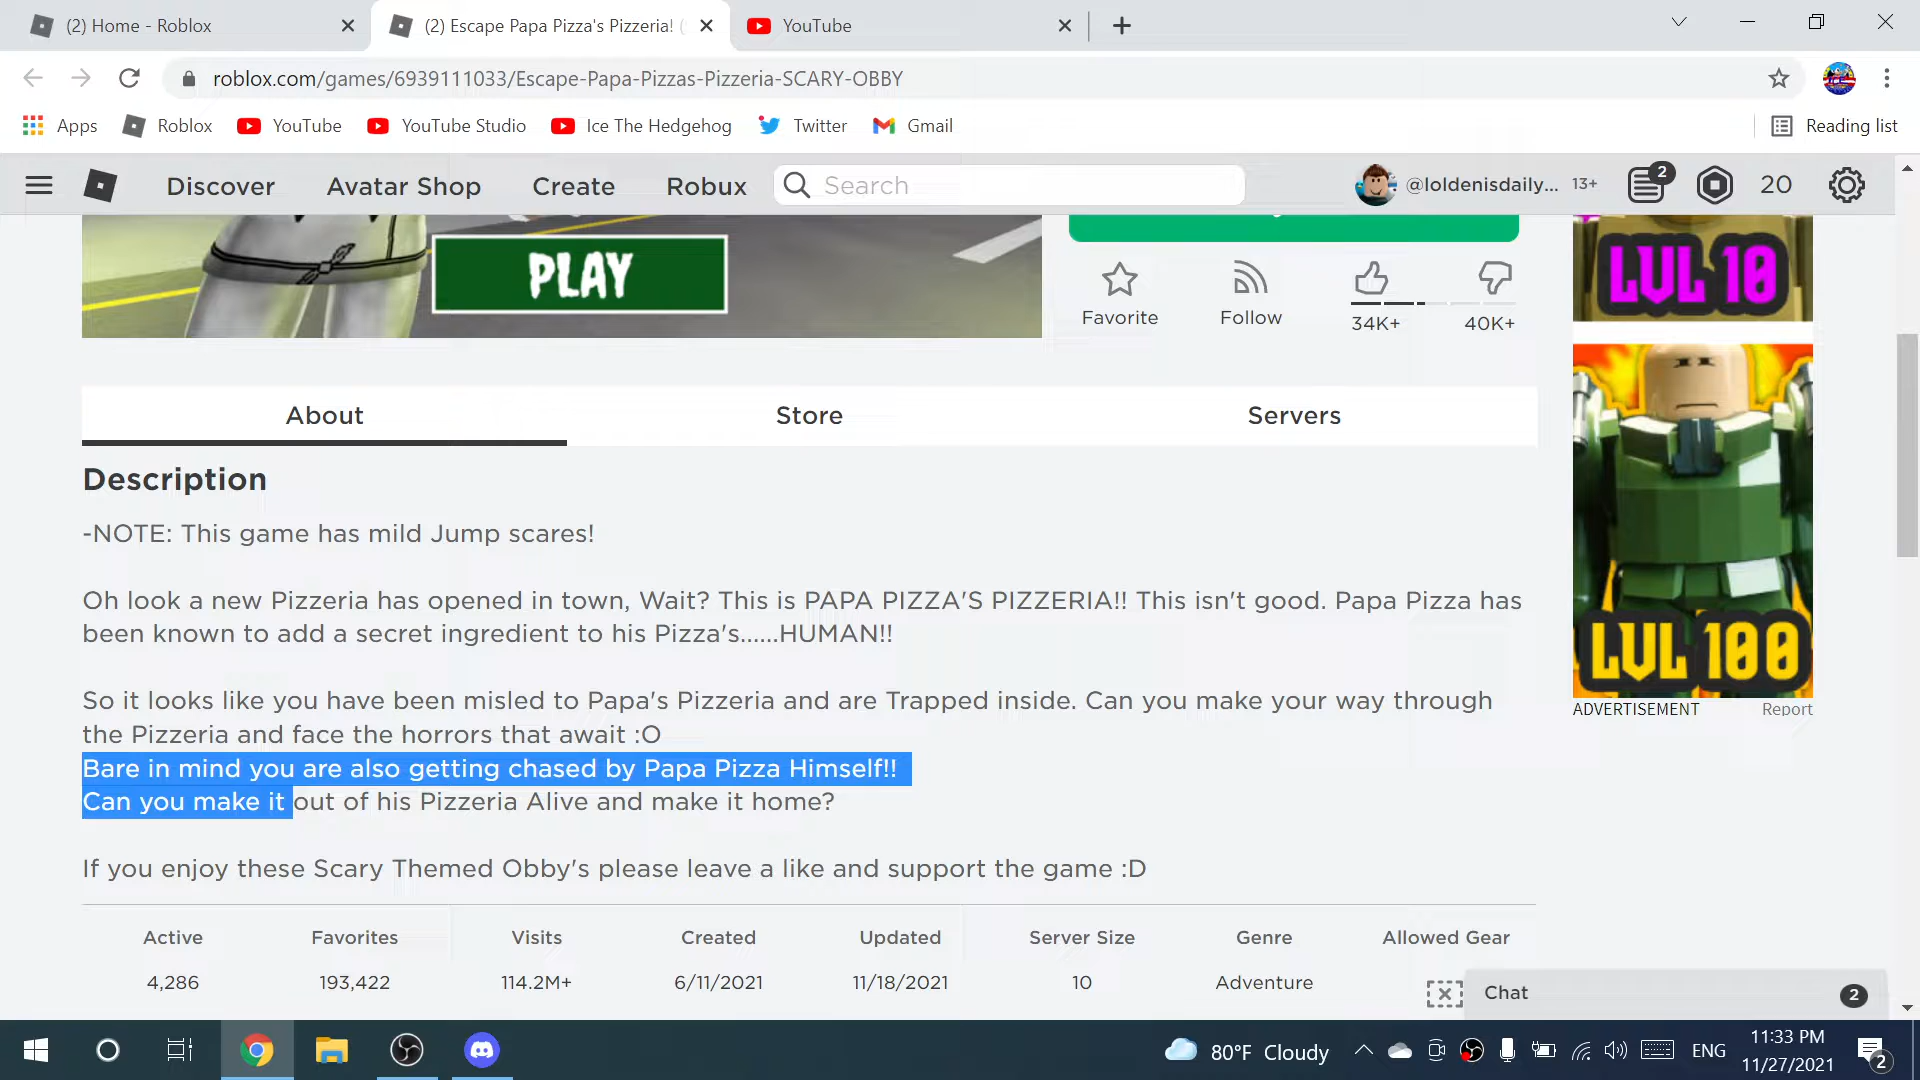 (2) Home - Roblox
(2) Escape Papa Pizza's Pizzeria! (
YouTube
roblox.com/games/6939111033/Escape-Papa-Pizzas-Pizzeria-SCARY-OBBY
Apps Roblox YouTube YouTube Studio Ice The Hedgehog Twitter Gmail Reading list
Discover Avatar Shop Create Robux Search @loldenisdaily... 13+ 2 20
PLAY
Favorite Follow 34K+ 40K+
LVL 10
About Store Servers
Description
-NOTE: This game has mild Jump scares!
Oh look a new Pizzeria has opened in town, Wait? This is PAPA PIZZA'S PIZZERIA!! This isn't good. Papa Pizza has
been known to add a secret ingredient to his Pizza's......HUMAN!!
So it looks like you have been misled to Papa's Pizzeria and are Trapped inside. Can you make your way through
the Pizzeria and face the horrors that await :O
Bare in mind you are also getting chased by Papa Pizza Himself!!
Can you make it out of his Pizzeria Alive and make it home?
If you enjoy these Scary Themed Obby's please leave a like and support the game :D
LVL 100
ADVERTISEMENT Report
Active Favorites Visits Created Updated Server Size Genre Allowed Gear
4,286 193,422 114.2M+ 6/11/2021 11/18/2021 10 Adventure
Chat 2
80°F Cloudy ENG
11:33 PM
11/27/2021
2